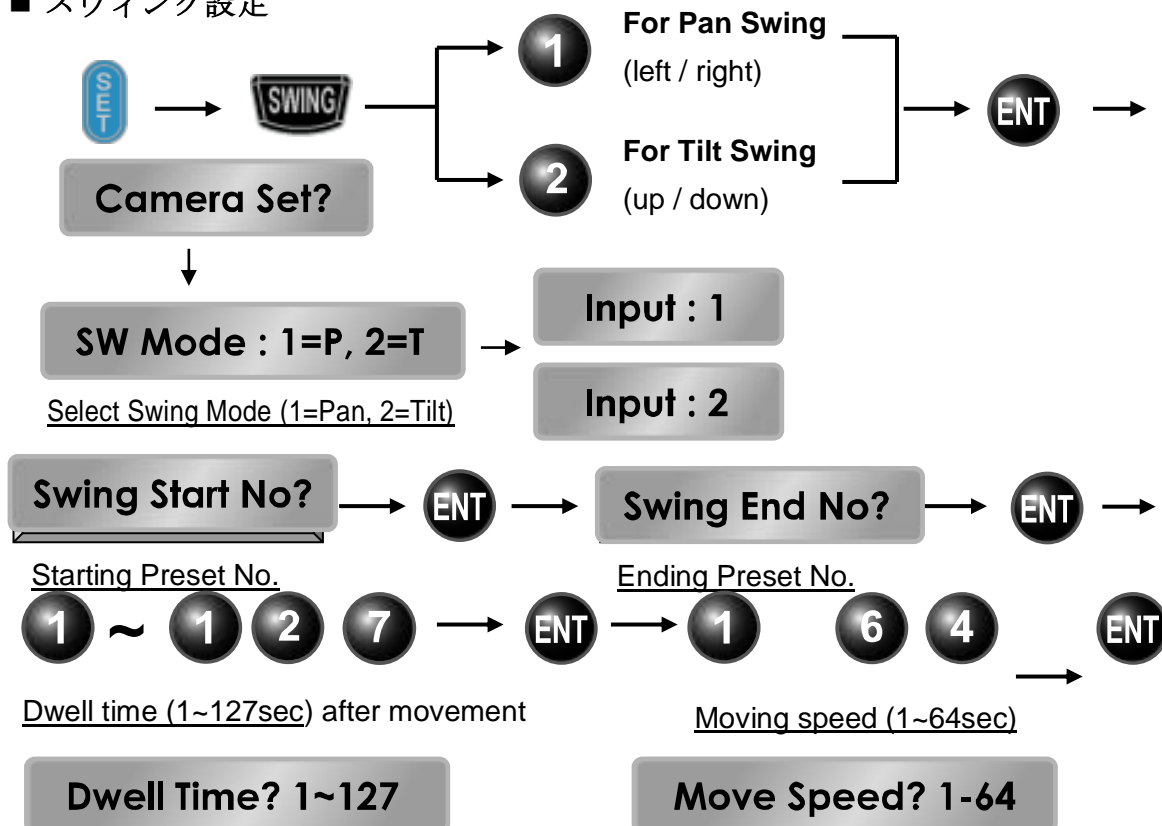 ■ スウィング設定
1 For Pan Swing
(left / right)
SET SWING ENT
2 For Tilt Swing
(up / down)
Camera Set?
SW Mode : 1=P, 2=T
Input : 1
Input : 2
Select Swing Mode (1=Pan, 2=Tilt)
Swing Start No? ENT Swing End No? ENT
Starting Preset No. Ending Preset No.
1 ~ 1 2 7 ENT 1 6 4 ENT
Dwell time (1~127sec) after movement Moving speed (1~64sec)
Dwell Time? 1~127 Move Speed? 1-64